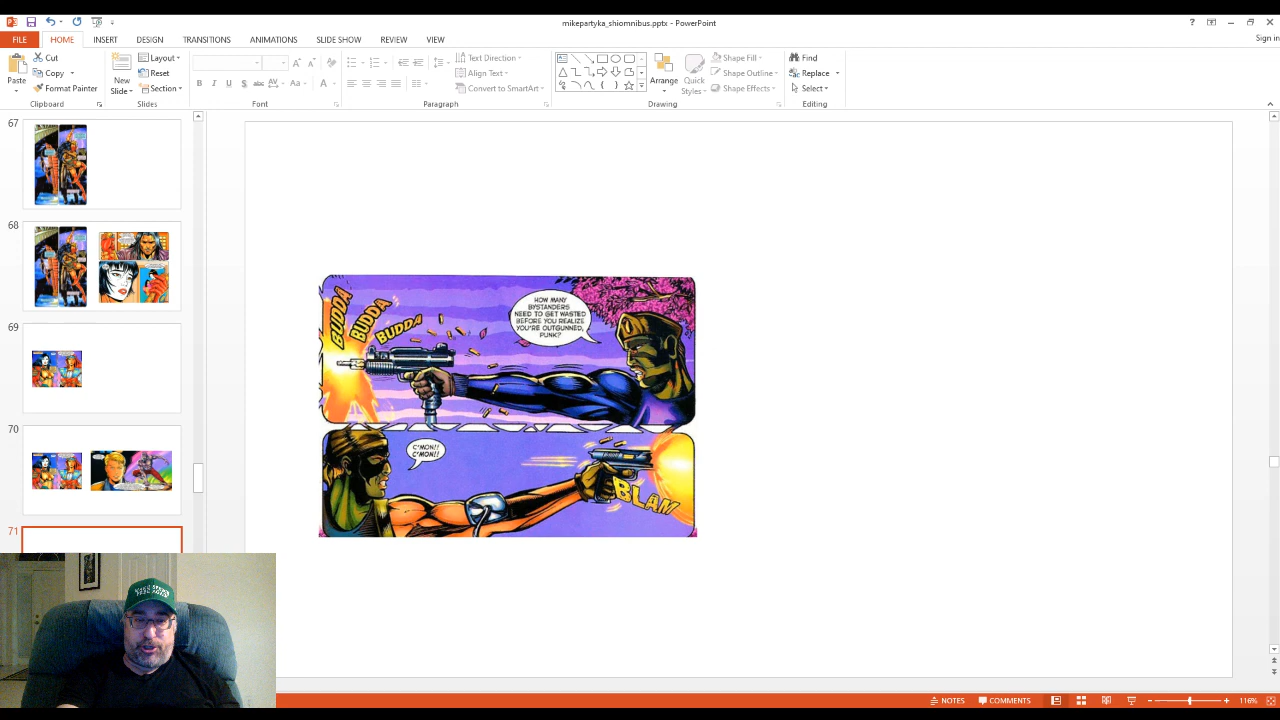 mikepartyka_shiomnibus.pptx - PowerPoint
Sign in
FILE HOME INSERT DESIGN TRANSITIONS ANIMATIONS SLIDE SHOW REVIEW VIEW
Paste
Cut
Copy
Format Painter
Clipboard
New
Slide
Layout
Reset
Section
Slides
Font
Text Direction
Align Text
Convert to SmartArt
Paragraph
Arrange
Quick
Styles
Shape Fill
Shape Outline
Shape Effects
Drawing
Find
Replace
Select
Editing
67
68
69
70
71
BUDDA
BUDDA
BUDDA
HOW MANY
BYSTANDERS
NEED TO GET WASTED
BEFORE YOU REALIZE
YOU'RE OUTGUNNED,
PUNK?
C'MON!!
C'MON!!
BLAM
NOTES
COMMENTS
116%